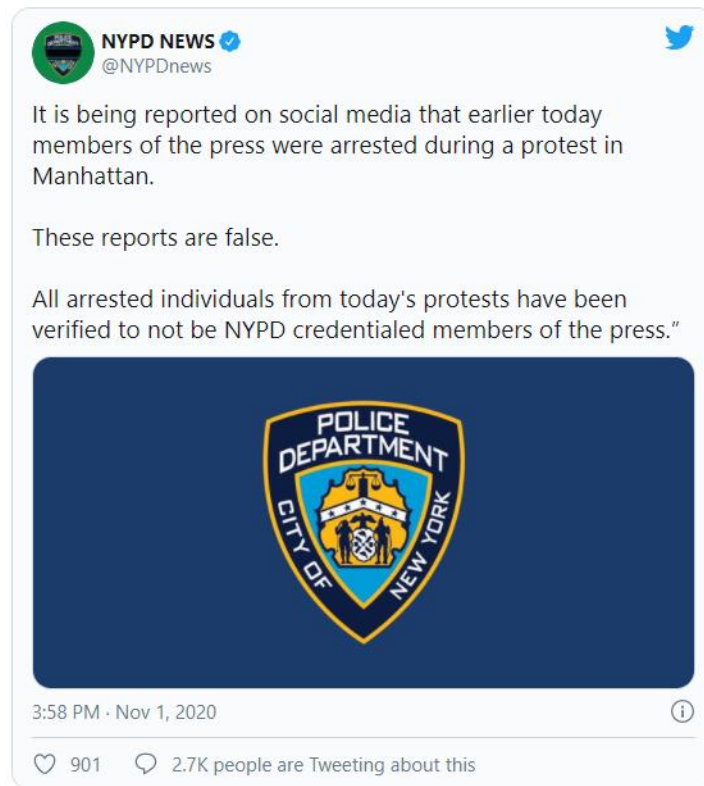 NYPD NEWS
@NYPDnews
It is being reported on social media that earlier today
members of the press were arrested during a protest in
Manhattan.
These reports are false.
All arrested individuals from today's protests have been
verified to not be NYPD credentialed members of the press.”
POLICE
DEPARTMENT
CITY OF
NEW YORK
3:58 PM · Nov 1, 2020
901 2.7K people are Tweeting about this